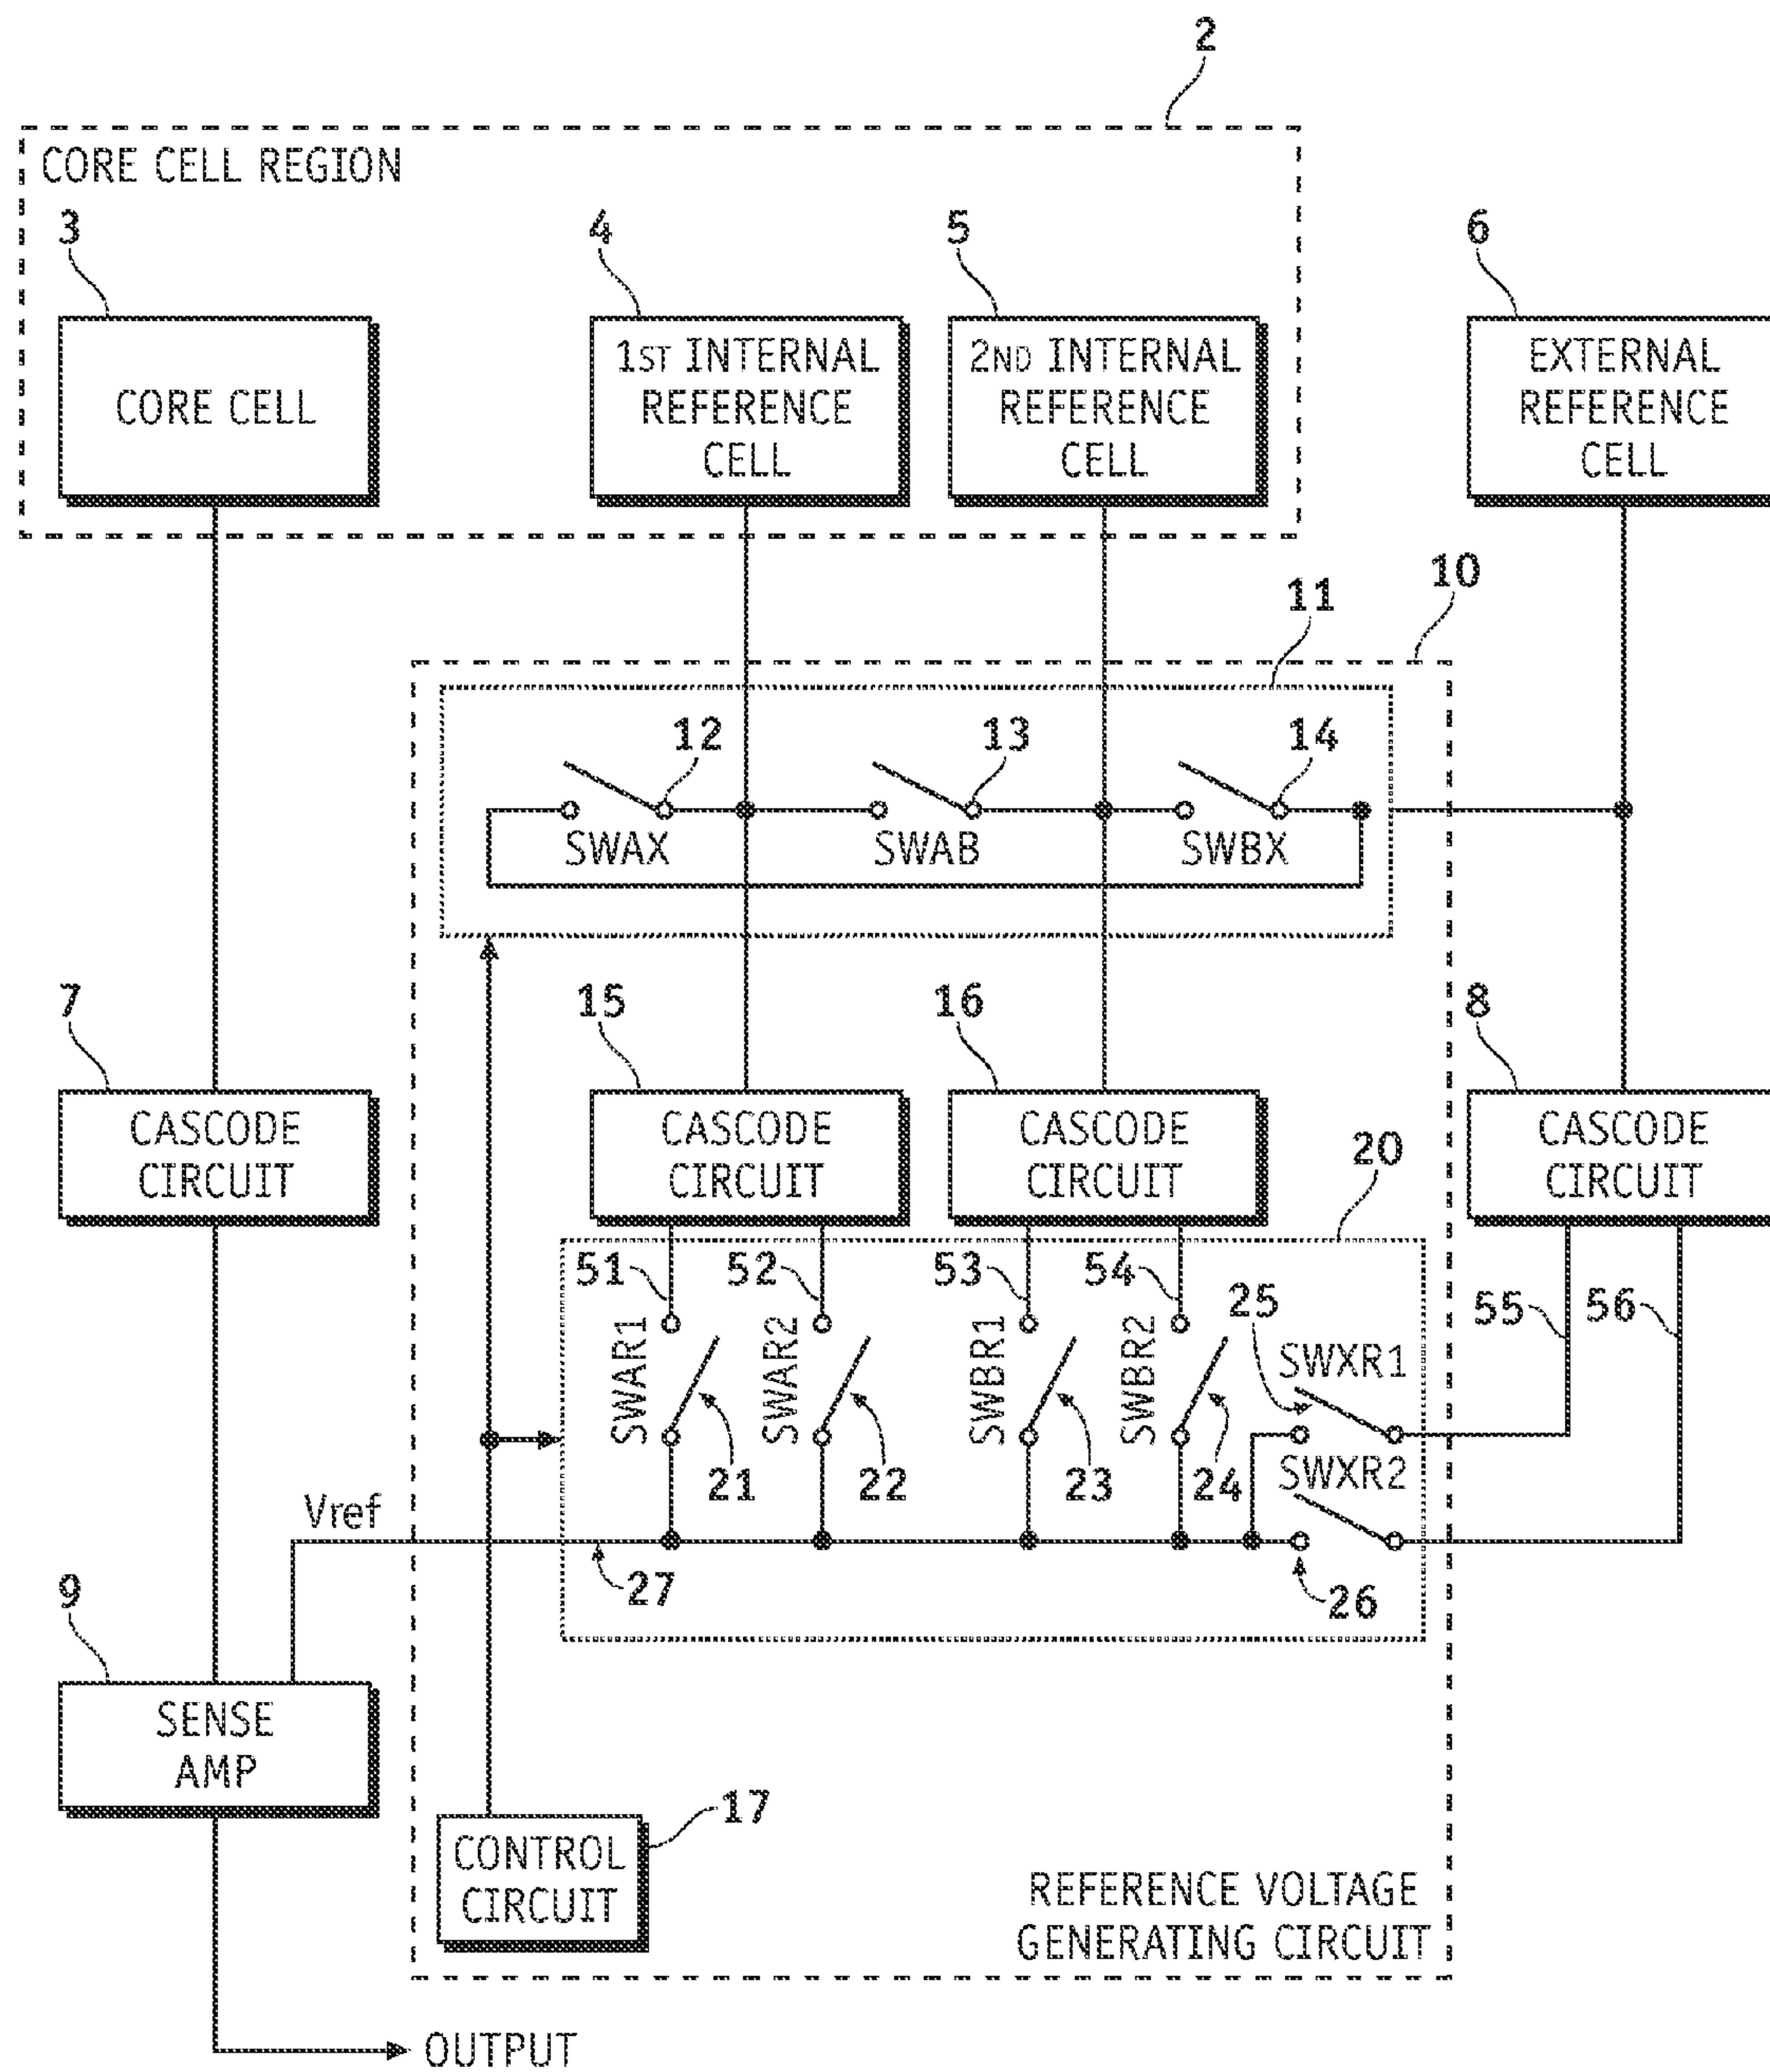 2
CORE CELL REGION
3
4
5
6
CORE CELL
1ST INTERNAL
REFERENCE
CELL
2ND INTERNAL
REFERENCE
CELL
EXTERNAL
REFERENCE
CELL
10
11
12
13
14
SWAX
SWAB
SWBX
7
15
16
8
CASCODE
CIRCUIT
CASCODE
CIRCUIT
CASCODE
CIRCUIT
CASCODE
CIRCUIT
20
51
52
53
54
25
55
56
SWAR1
SWAR2
SWBR1
SWBR2
SWXR1
SWXR2
21
22
23
24
Vref
27
26
9
SENSE
AMP
17
CONTROL
CIRCUIT
REFERENCE VOLTAGE
GENERATING CIRCUIT
OUTPUT